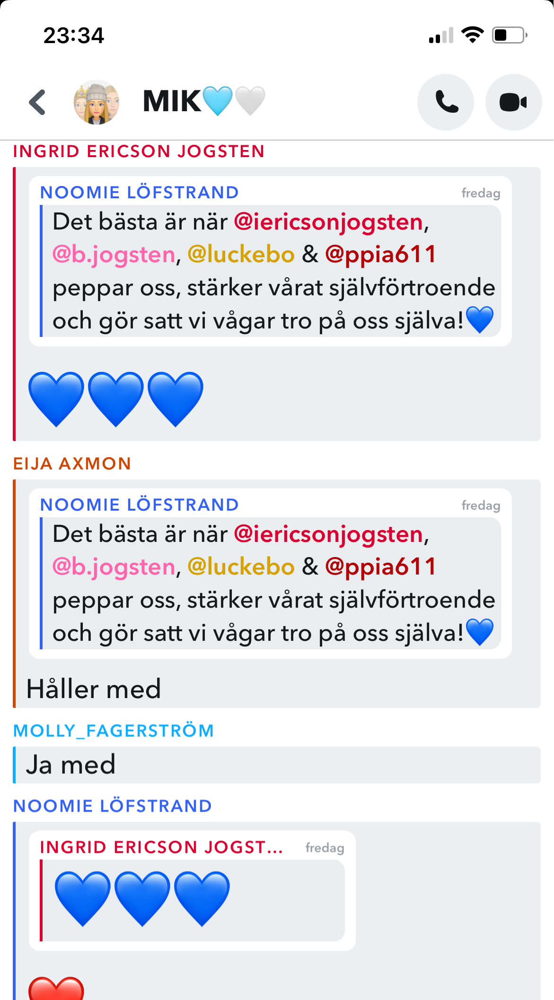 23:34
MIK🩵🤍
INGRID ERICSON JOGSTEN
NOOMIE LÖFSTRAND fredag
Det bästa är när @iericsonjogsten,
@b.jogsten, @luckebo & @ppia611
peppar oss, stärker vårat självförtroende
och gör satt vi vågar tro på oss själva!💙
💙💙💙
EIJA AXMON
NOOMIE LÖFSTRAND fredag
Det bästa är när @iericsonjogsten,
@b.jogsten, @luckebo & @ppia611
peppar oss, stärker vårat självförtroende
och gör satt vi vågar tro på oss själva!💙
Håller med
MOLLY_FAGERSTRÖM
Ja med
NOOMIE LÖFSTRAND
INGRID ERICSON JOGST... fredag
💙💙💙
❤️